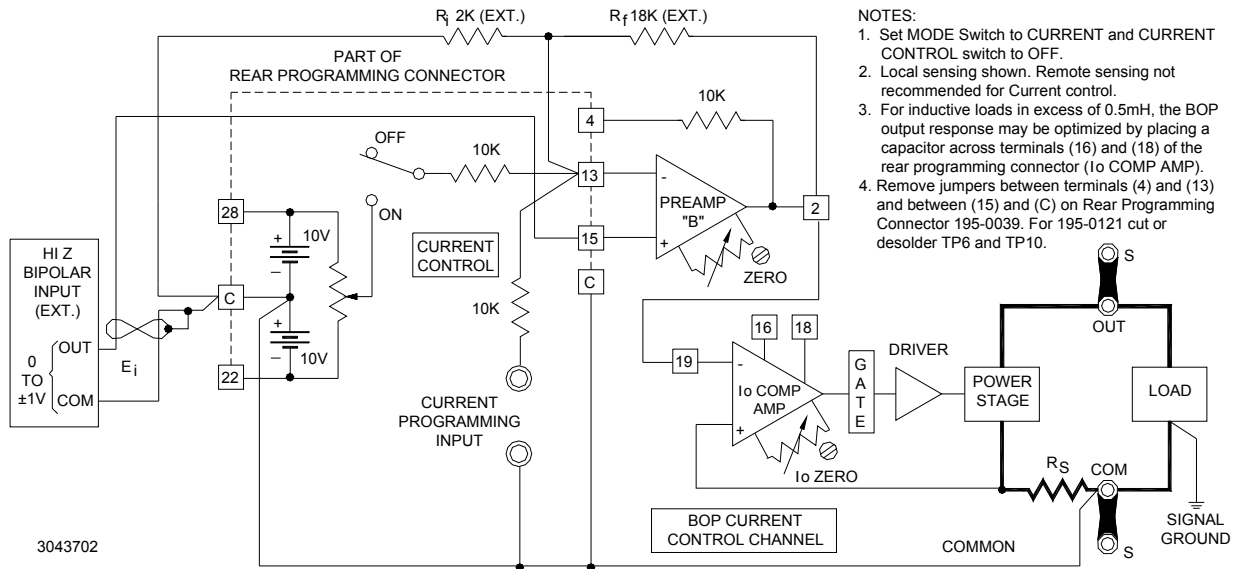 R_i 2K (EXT.)
R_f 18K (EXT.)
NOTES:
1. Set MODE Switch to CURRENT and CURRENT
CONTROL switch to OFF.
2. Local sensing shown. Remote sensing not
recommended for Current control.
3. For inductive loads in excess of 0.5mH, the BOP
output response may be optimized by placing a
capacitor across terminals (16) and (18) of the
rear programming connector (Io COMP AMP).
4. Remove jumpers between terminals (4) and (13)
and between (15) and (C) on Rear Programming
Connector 195-0039. For 195-0121 cut or
desolder TP6 and TP10.
PART OF
REAR PROGRAMMING CONNECTOR
4
10K
OFF
10K
13
-
PREAMP
"B"
+
2
ON
28
+
10V
–
15
CURRENT
CONTROL
C
ZERO
HI Z
BIPOLAR
INPUT
(EXT.)
OUT
0
TO
±1V
COM
E_i
C
+
10V
–
22
10K
CURRENT
PROGRAMMING
INPUT
16
18
19
-
Io COMP
AMP
+
Io ZERO
G
A
T
E
DRIVER
POWER
STAGE
S
OUT
LOAD
R_S
COM
S
SIGNAL
GROUND
BOP CURRENT
CONTROL CHANNEL
COMMON
3043702